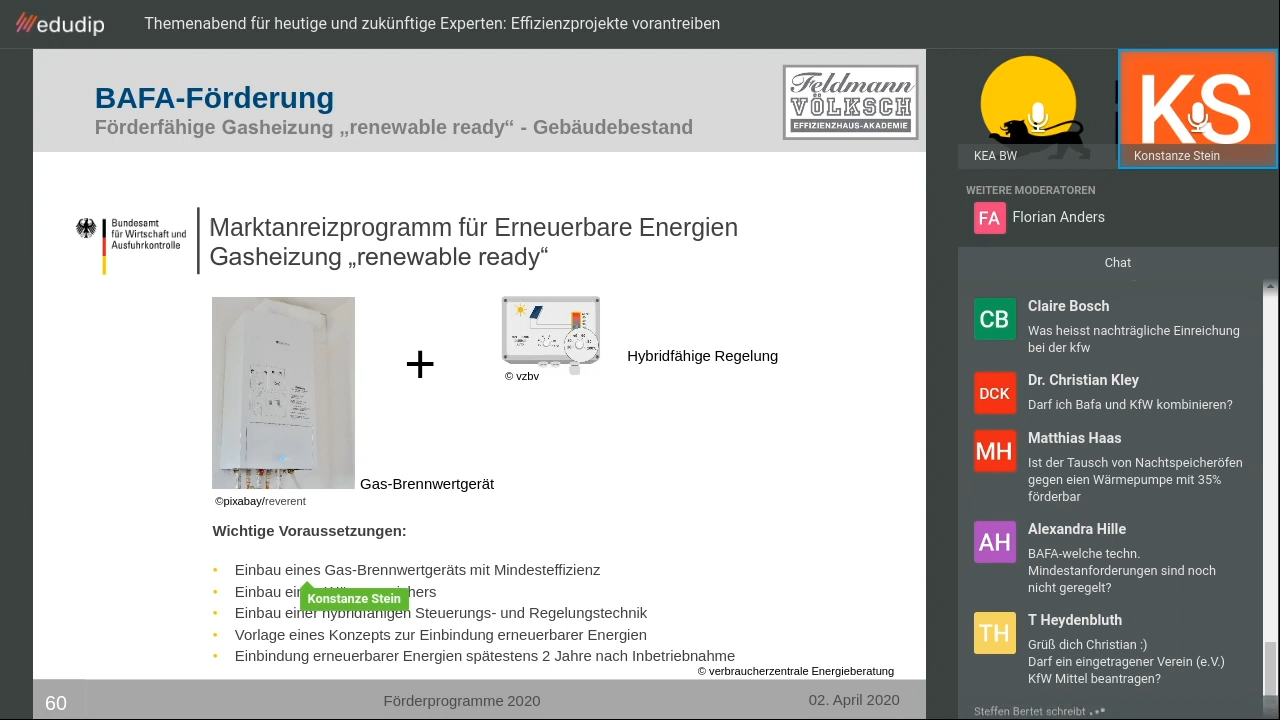 edudip
Themenabend für heutige und zukünftige Experten: Effizienzprojekte vorantreiben
BAFA-Förderung
Förderfähige Gasheizung „renewable ready“ - Gebäudebestand
Feldmann
VÖLKSCH
EFFIZIENZHAUS-AKADEMIE
Bundesamt
für Wirtschaft und
Ausfuhrkontrolle
Marktanreizprogramm für Erneuerbare Energien
Gasheizung „renewable ready“
+
Hybridfähige Regelung
© vzbv
Gas-Brennwertgerät
©pixabay/reverent
Wichtige Voraussetzungen:
• Einbau eines Gas-Brennwertgeräts mit Mindesteffizienz
• Einbau
Konstanze Stein
• Einbau einer hybridfähigen Steuerungs- und Regelungstechnik
• Vorlage eines Konzepts zur Einbindung erneuerbarer Energien
• Einbindung erneuerbarer Energien spätestens 2 Jahre nach Inbetriebnahme
© verbraucherzentrale Energieberatung
60
Förderprogramme 2020
02. April 2020
KS
KEA BW
Konstanze Stein
WEITERE MODERATOREN
FA
Florian Anders
Chat
CB
Claire Bosch
Was heisst nachträgliche Einreichung
bei der kfw
DCK
Dr. Christian Kley
Darf ich Bafa und KfW kombinieren?
MH
Matthias Haas
Ist der Tausch von Nachtspeicheröfen
gegen eien Wärmepumpe mit 35%
förderbar
AH
Alexandra Hille
BAFA-welche techn.
Mindestanforderungen sind noch
nicht geregelt?
TH
T Heydenbluth
Grüß dich Christian :)
Darf ein eingetragener Verein (e.V.)
KfW Mittel beantragen?
Steffen Bertet schreibt